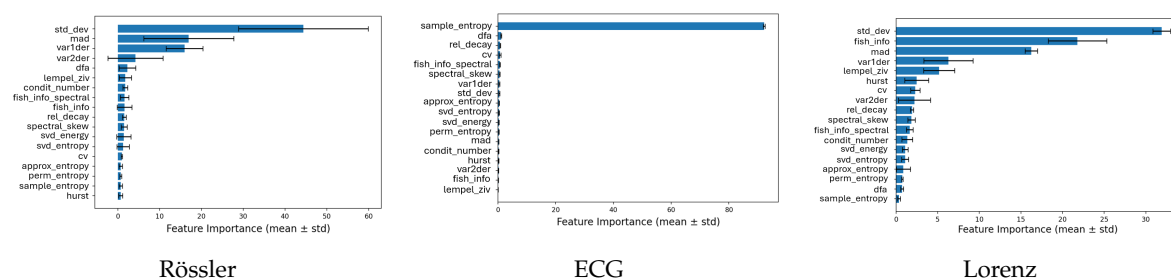 std_dev
mad
var1der
var2der
dfa
lempel_ziv
condit_number
fish_info_spectral
fish_info
rel_decay
spectral_skew
svd_energy
svd_entropy
cv
approx_entropy
perm_entropy
sample_entropy
hurst
0 10 20 30 40 50 60
Feature Importance (mean ± std)
Rössler
sample_entropy
dfa
rel_decay
cv
fish_info_spectral
spectral_skew
var1der
std_dev
approx_entropy
svd_entropy
svd_energy
perm_entropy
mad
condit_number
hurst
var2der
fish_info
lempel_ziv
0 20 40 60 80
Feature Importance (mean ± std)
ECG
std_dev
fish_info
mad
var1der
lempel_ziv
hurst
cv
var2der
rel_decay
spectral_skew
fish_info_spectral
condit_number
svd_energy
svd_entropy
approx_entropy
perm_entropy
dfa
sample_entropy
0 5 10 15 20 25 30
Feature Importance (mean ± std)
Lorenz